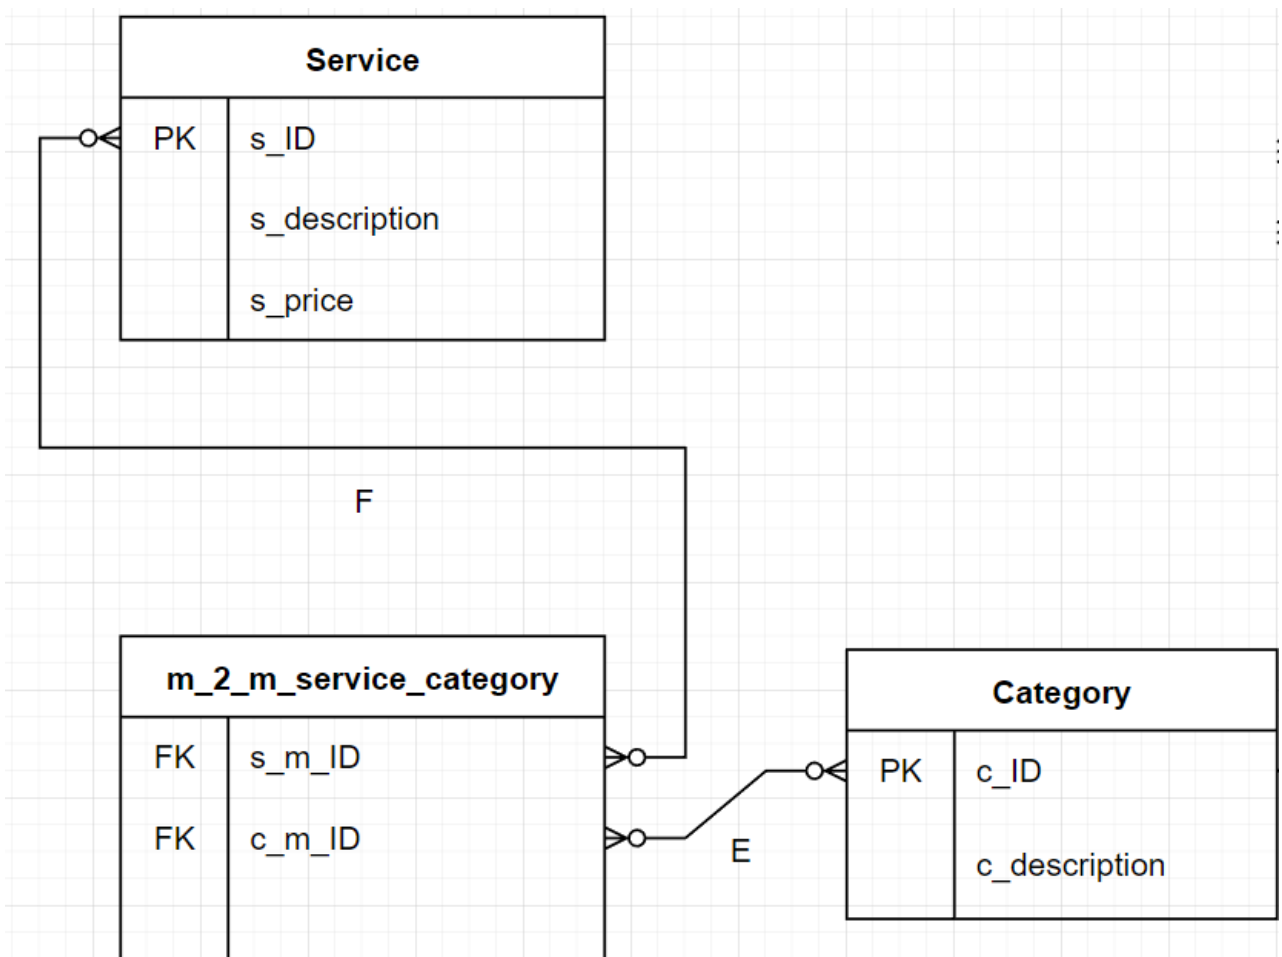 Service
PK s_ID
s_description
s_price
F
m_2_m_service_category
FK s_m_ID
FK c_m_ID
E
Category
PK c_ID
c_description